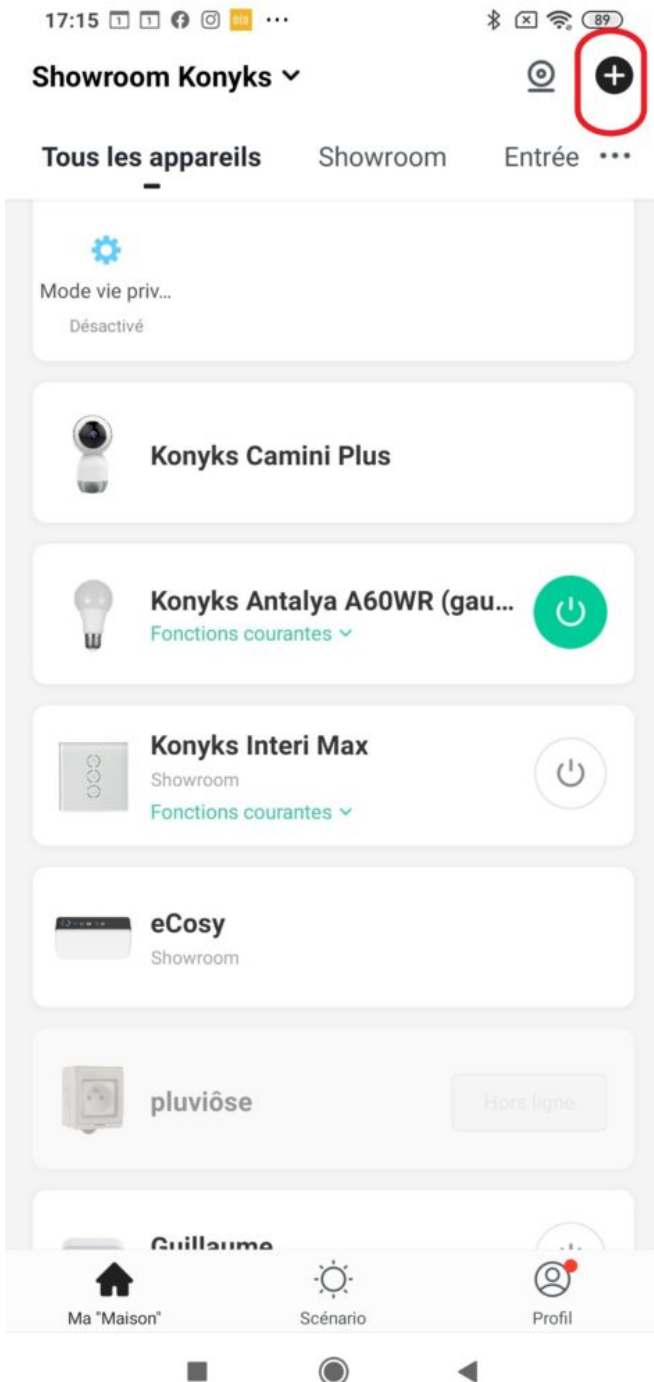 17:15
89
Showroom Konyks
Tous les appareils Showroom Entrée
Mode vie priv...
Désactivé
Konyks Camini Plus
Konyks Antalya A60WR (gau...
Fonctions courantes
Konyks Interi Max
Showroom
Fonctions courantes
eCosy
Showroom
pluviôse
Hors ligne
Guillaume
Ma "Maison" Scénario Profil